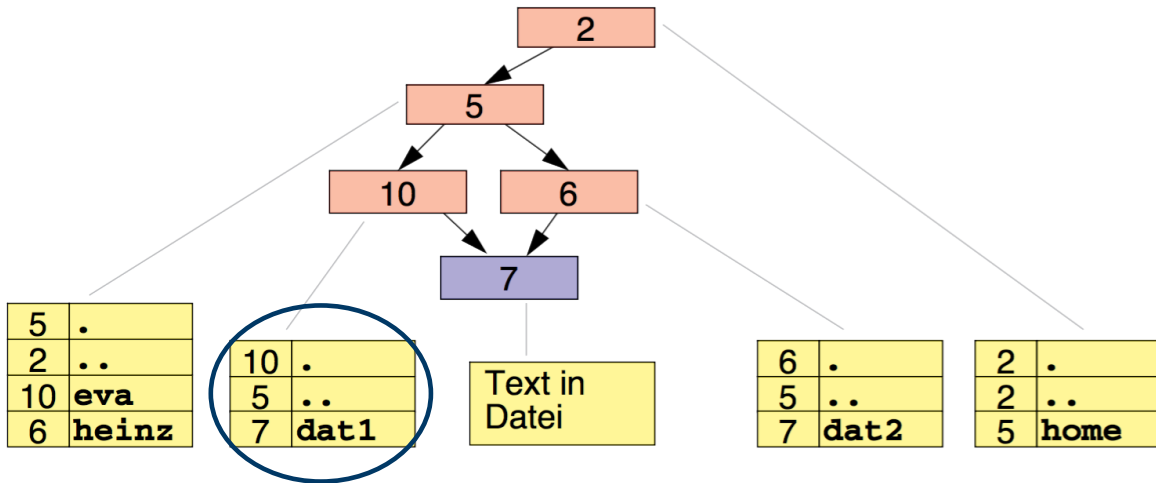 2
5
10 6
7
5 .
2 ..
10 eva
6 heinz
10 .
5 ..
7 dat1
Text in
Datei
6 .
5 ..
7 dat2
2 .
2 ..
5 home